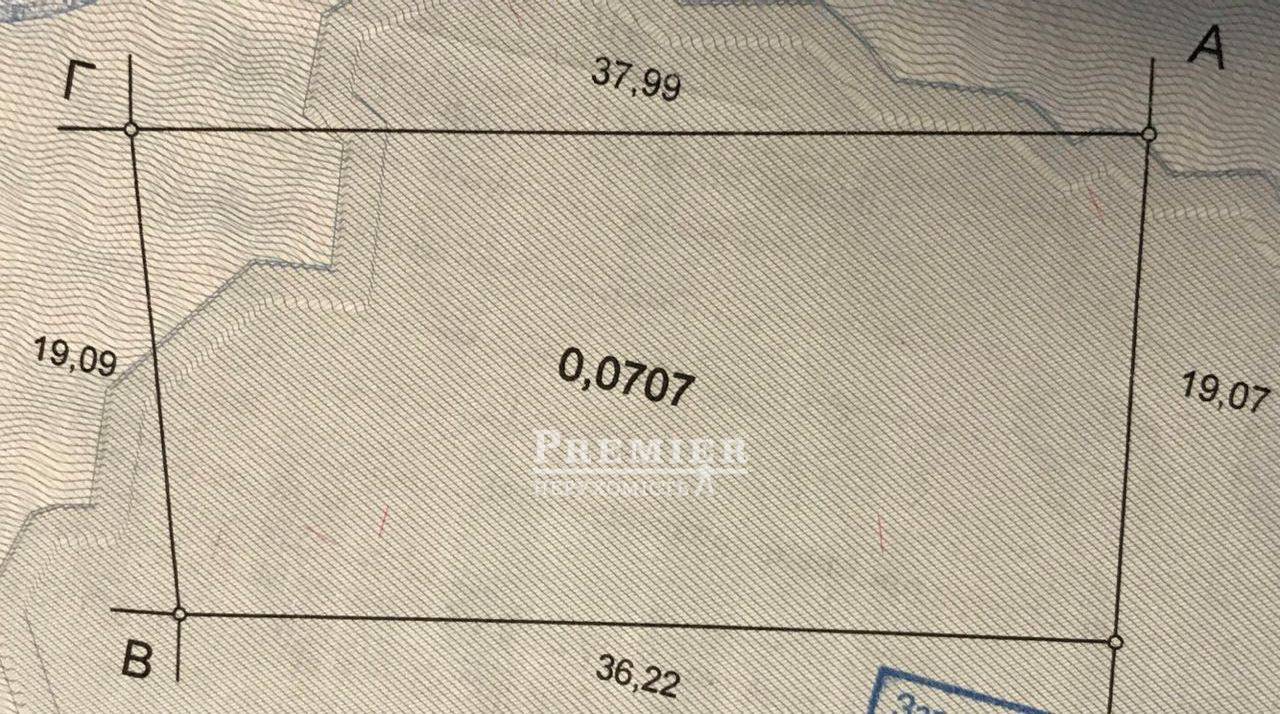 Г
А
37,99
19,09
0,0707
19,07
PREMIER
НЕРУХОМІСТЬ
В
36,22